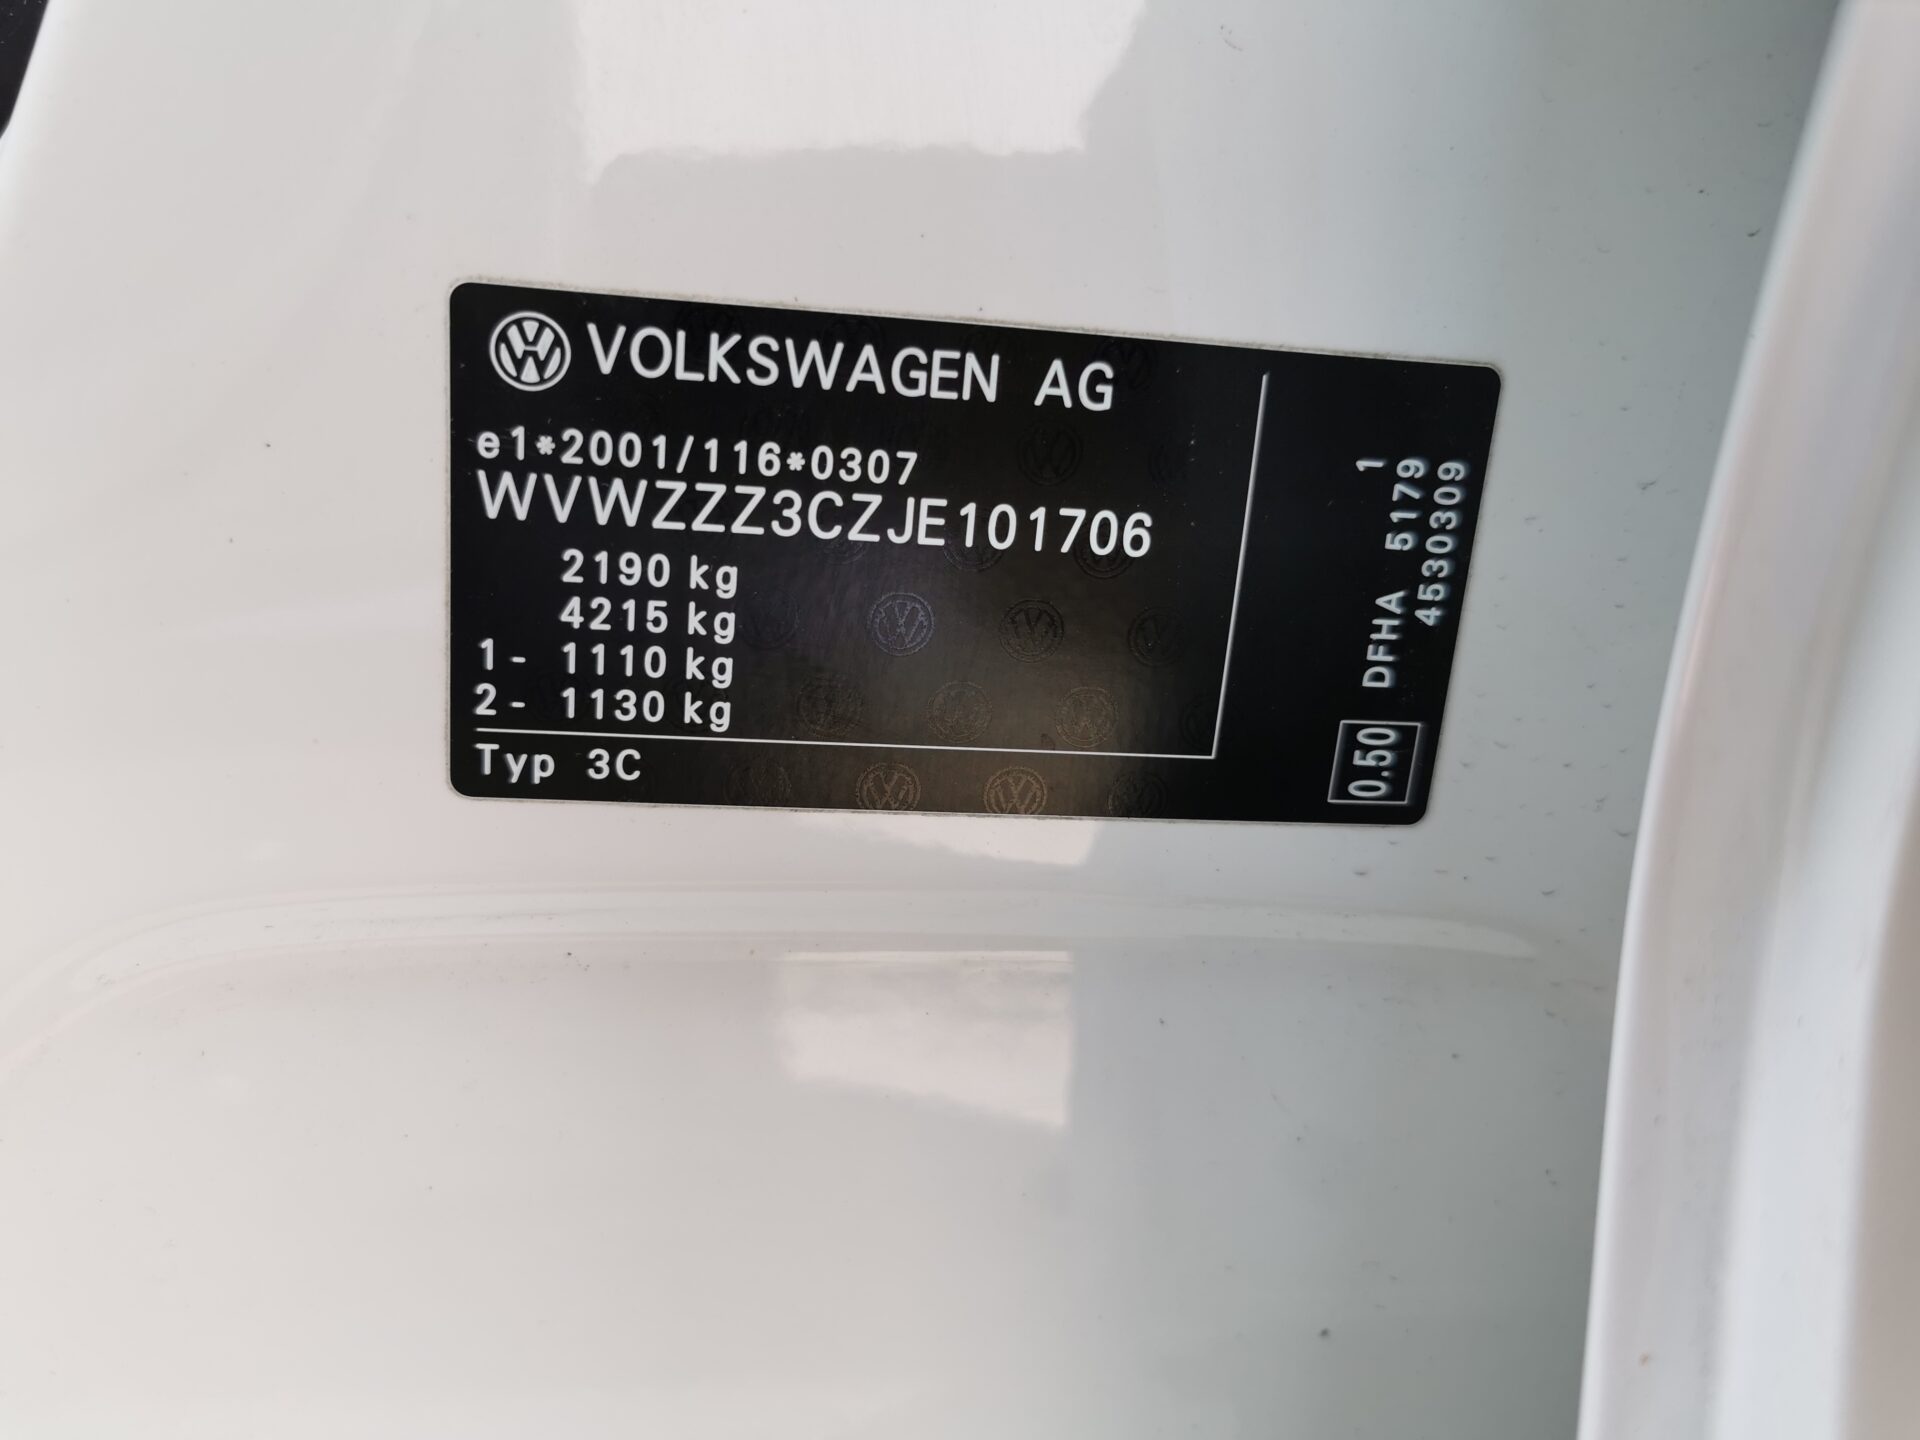 VOLKSWAGEN AG
e1*2001/116*0307
WVWZZZ3CZJE101706
2190 kg
4215 kg
1- 1110 kg
2- 1130 kg
Typ 3C
1
DFHA 5179
4530309
0.50